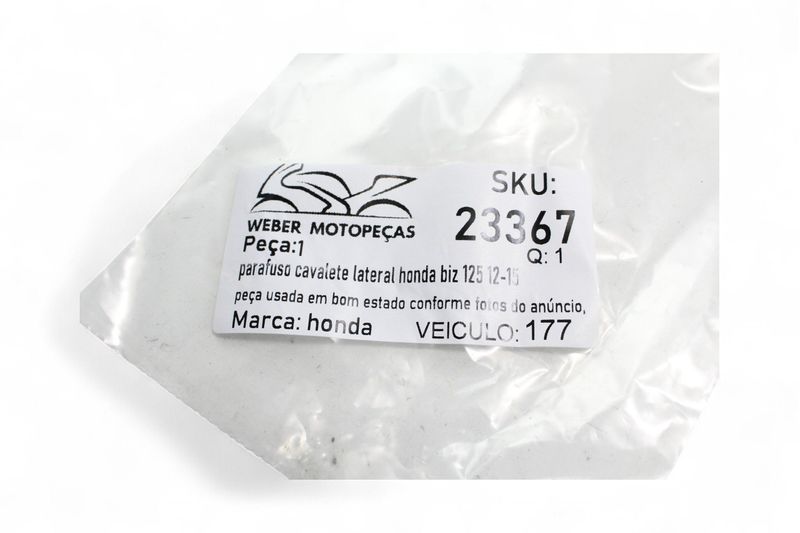 WEBER MOTOPEÇAS
SKU:
23367
Q: 1
Peça:1
parafuso cavalete lateral honda biz 125 12-15
peça usada em bom estado conforme fotos do anúncio,
Marca: honda
VEICULO: 177